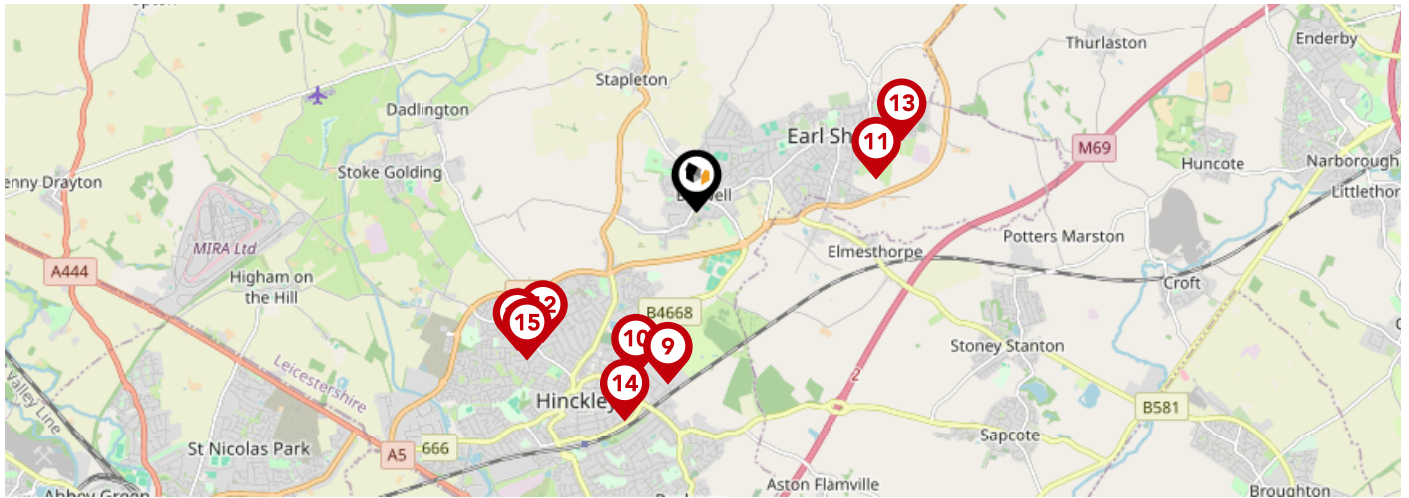 Thurlaston
Enderby
Stapleton
Dadlington
13
Earl Sh
11
M69
Huncote
Narborough
Stoke Golding
enny Drayton
Littlethor
MIRA Ltd
Elmesthorpe
Potters Marston
A444
Higham on
the Hill
Croft
B4668
15
10
9
Stoney Stanton
Leicestershire
2
14
Hinckley
B581
Valley Line
St Nicolas Park
A5
666
Sapcote
Aston Flamville
Broughton
Abbey Green